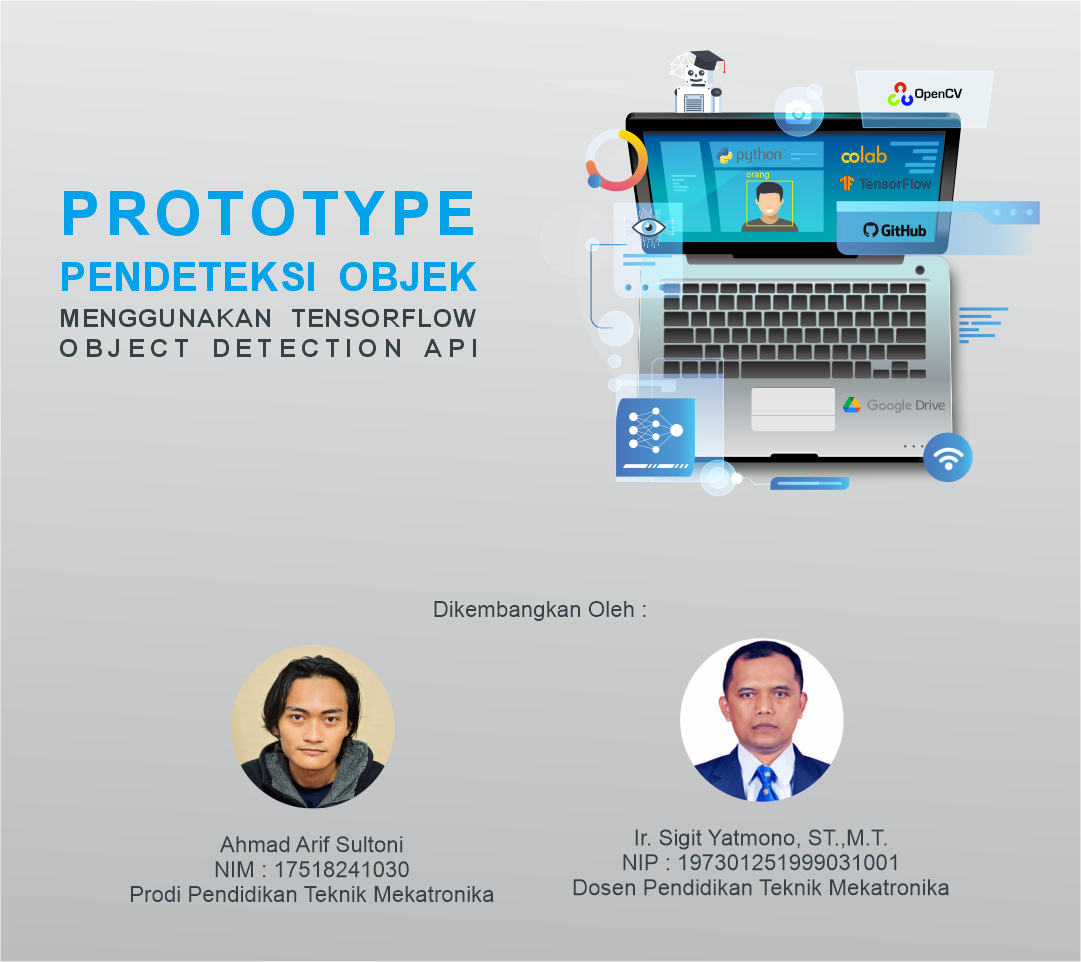 PROTOTYPE
PENDETEKSI OBJEK
MENGGUNAKAN TENSORFLOW
OBJECT DETECTION API
OpenCV
python
colab
orang
TensorFlow
GitHub
Google Drive
Dikembangkan Oleh :
Ahmad Arif Sultoni
NIM : 17518241030
Prodi Pendidikan Teknik Mekatronika
Ir. Sigit Yatmono, ST.,M.T.
NIP : 197301251999031001
Dosen Pendidikan Teknik Mekatronika